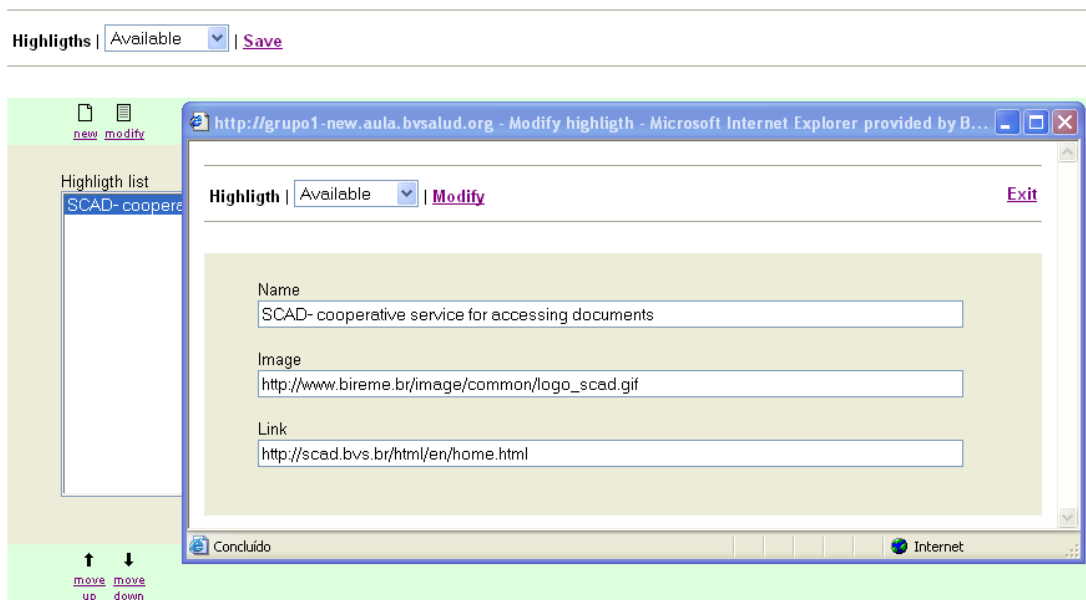 Highligths | Available | Save
new modify
http://grupo1-new.aula.bvsalud.org - Modify highligth - Microsoft Internet Explorer provided by B...
Highligth list
SCAD- coopera
Highligth | Available | Modify
Exit
Name
SCAD- cooperative service for accessing documents
Image
http://www.bireme.br/image/common/logo_scad.gif
Link
http://scad.bvs.br/html/en/home.html
Concluído
Internet
move move
up down